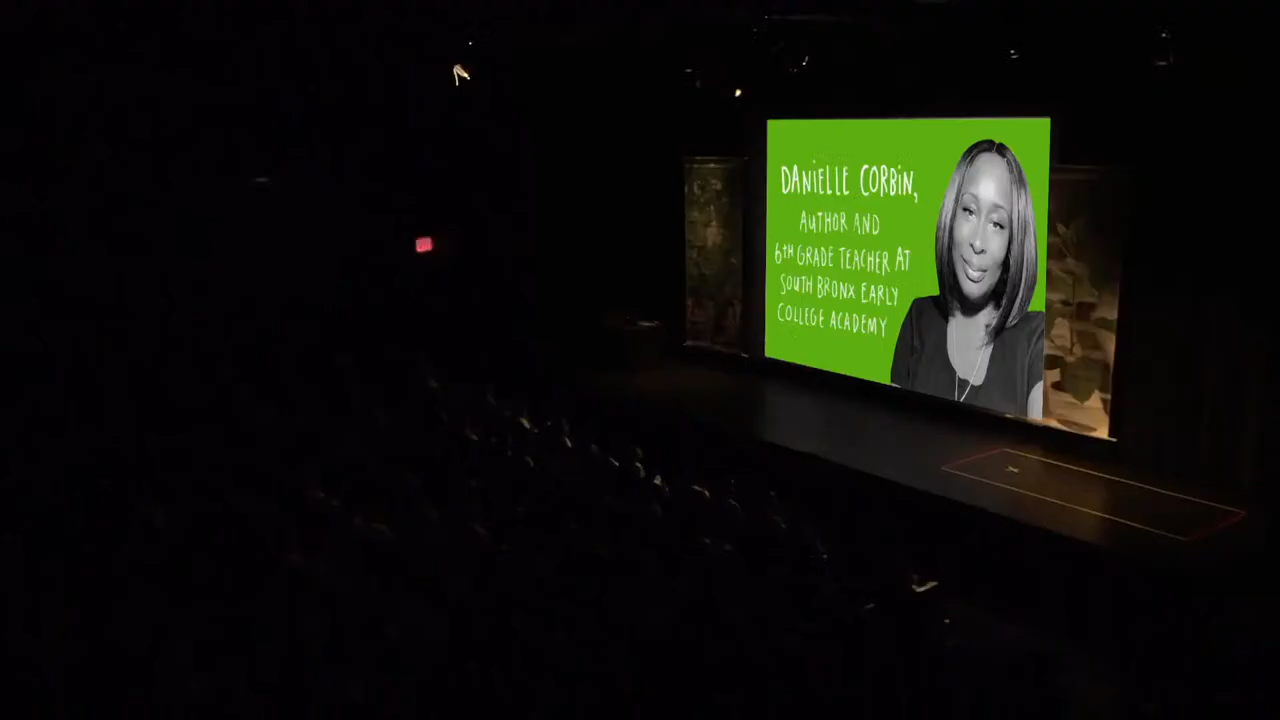 DANiELLE CORBiN,
AUTHOR AND
6TH GRADE TEACHER AT
SOUTH BRONX EARLY
COLLEGE ACADEMY